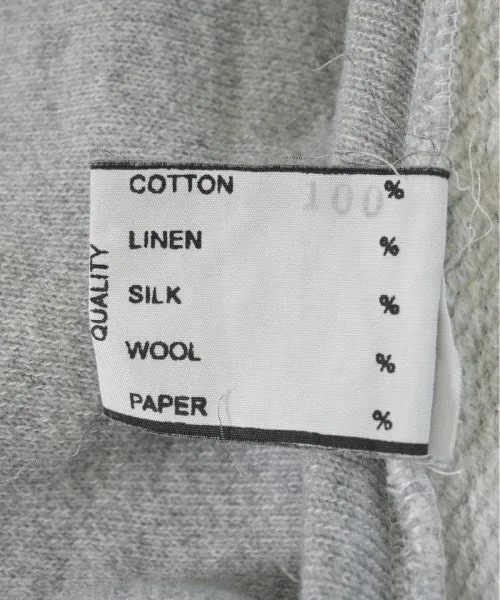 QUALITY
COTTON 100%
LINEN %
SILK %
WOOL %
PAPER %